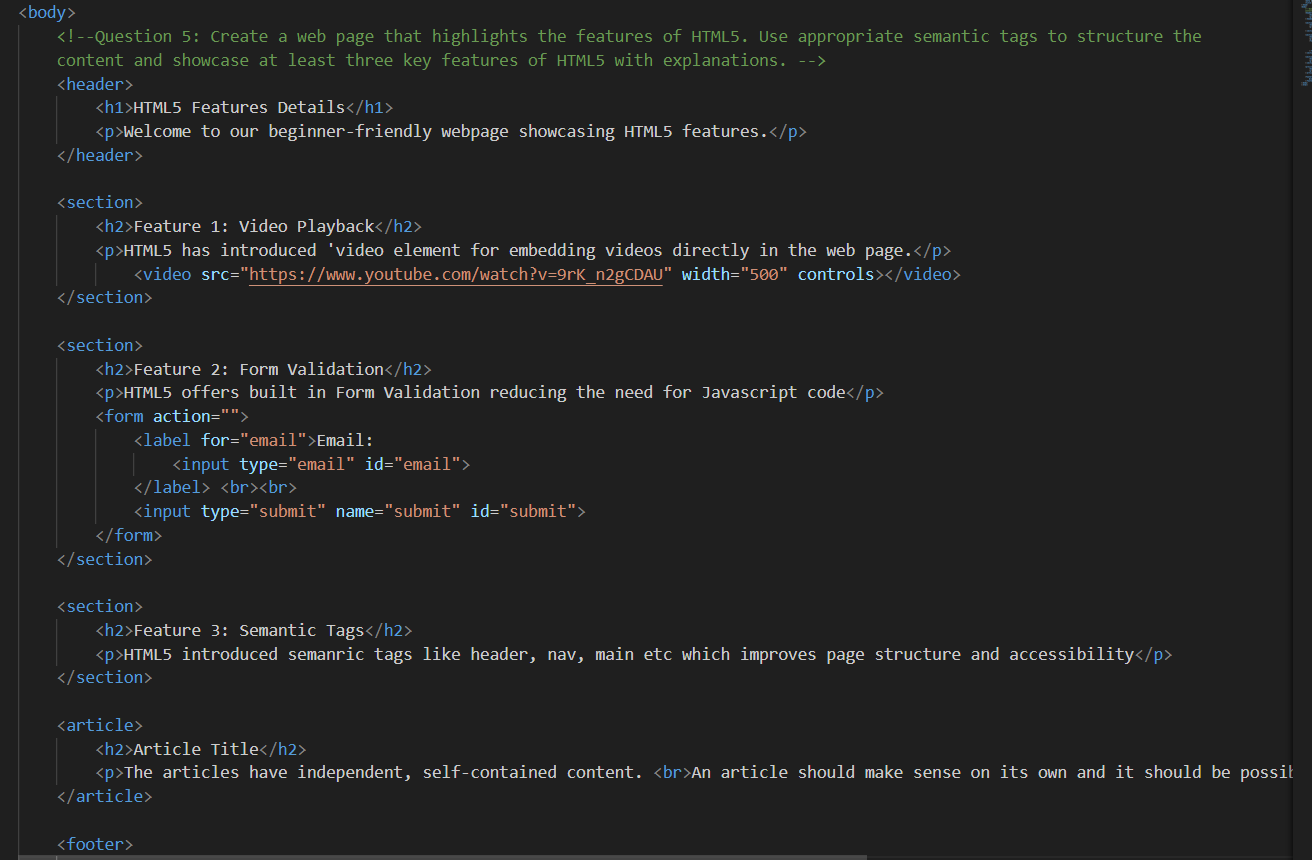 <body>
<!--Question 5: Create a web page that highlights the features of HTML5. Use appropriate semantic tags to structure the
content and showcase at least three key features of HTML5 with explanations. -->
<header>
<h1>HTML5 Features Details</h1>
<p>Welcome to our beginner-friendly webpage showcasing HTML5 features.</p>
</header>
<section>
<h2>Feature 1: Video Playback</h2>
<p>HTML5 has introduced 'video element for embedding videos directly in the web page.</p>
<video src="https://www.youtube.com/watch?v=9rK_n2gCDAU" width="500" controls></video>
</section>
<section>
<h2>Feature 2: Form Validation</h2>
<p>HTML5 offers built in Form Validation reducing the need for Javascript code</p>
<form action="">
<label for="email">Email:
<input type="email" id="email">
</label> <br><br>
<input type="submit" name="submit" id="submit">
</form>
</section>
<section>
<h2>Feature 3: Semantic Tags</h2>
<p>HTML5 introduced semanric tags like header, nav, main etc which improves page structure and accessibility</p>
</section>
<article>
<h2>Article Title</h2>
<p>The articles have independent, self-contained content. <br>An article should make sense on its own and it should be
</article>
<footer>